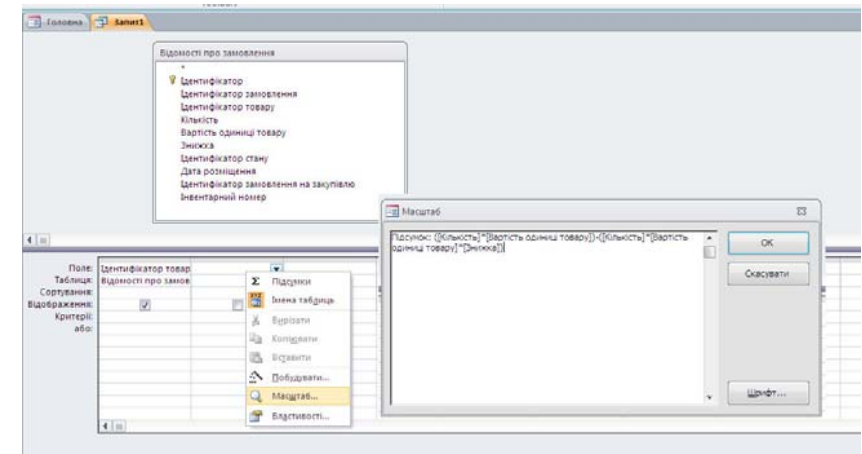 Головна
Запит1
Відомості про замовлення
*
Ідентифікатор
Ідентифікатор замовлення
Ідентифікатор товару
Кількість
Вартість одиниці товару
Знижка
Ідентифікатор стану
Дата розміщення
Ідентифікатор замовлення на закупівлю
Інвентарний номер
Масштаб
Підсумок: ([Кількість]*[Вартість одиниці товару])-([Кількість]*[Вартість
одиниці товару]*[Знижка])
ОК
Скасувати
Шрифт...
Поле: Ідентифікатор товар
Таблиця: Відомості про замов
Сортування:
Відображення:
Критерії:
або:
Підсумки
Імена таблиць
Вирізати
Копіювати
Вставити
Побудувати...
Масштаб...
Властивості...